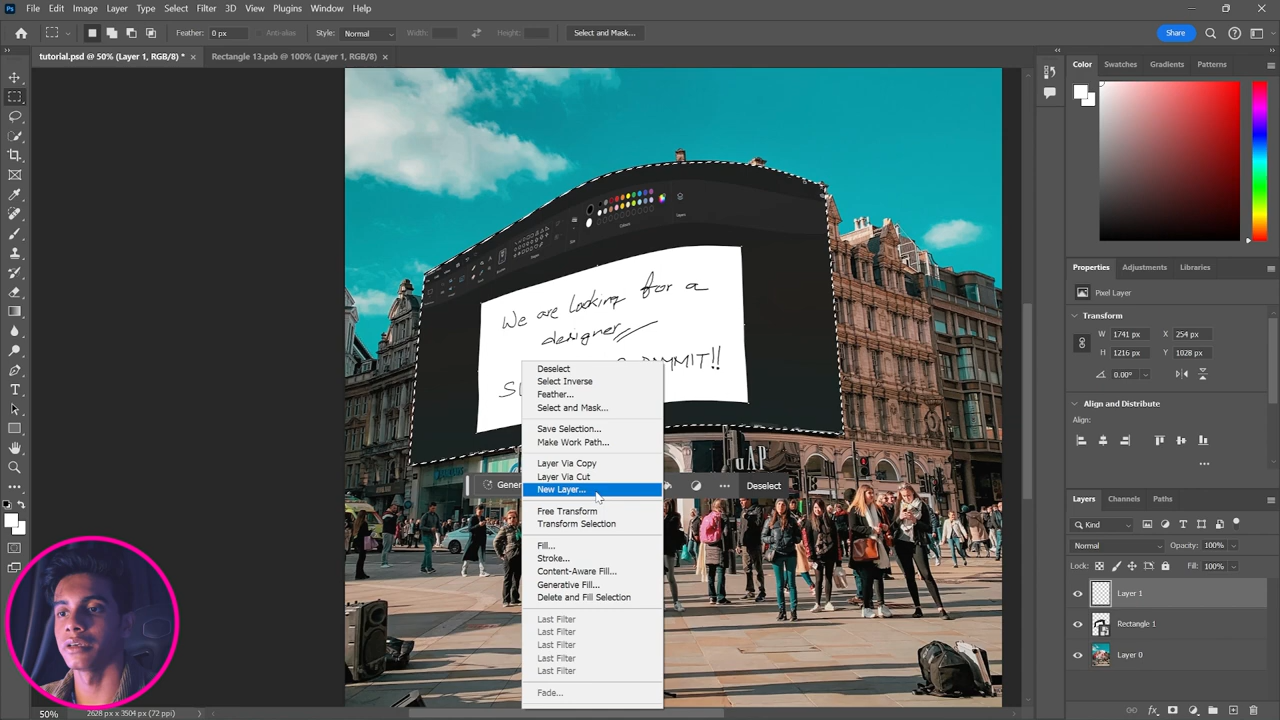 Ps File Edit Image Layer Type Select Filter 3D View Plugins Window Help
Feather: 0 px Anti-alias Style: Normal Width: Height: Select and Mask... Share
tutorial.psd @ 50% (Layer 1, RGB/8) * × Rectangle 13.psb @ 100% (Layer 1, RGB/8) ×
Color Swatches Gradients Patterns
We are looking for a
designer
DAMMIT!!
GAP
Deselect
Select Inverse
Feather...
Select and Mask...
Save Selection...
Make Work Path...
Layer Via Copy
Layer Via Cut
New Layer...
Free Transform
Transform Selection
Fill...
Stroke...
Content-Aware Fill...
Generative Fill...
Delete and Fill Selection
Last Filter
Last Filter
Last Filter
Last Filter
Last Filter
Fade...
Gener
Deselect
Properties Adjustments Libraries
Pixel Layer
Transform
W 1741 px X 254 px
H 1216 px Y 1028 px
0.00°
Align and Distribute
Align:
Layers Channels Paths
Kind
Normal Opacity: 100%
Lock: Fill: 100%
Layer 1
Rectangle 1
Layer 0
50% 2628 px x 3504 px (72 ppi)